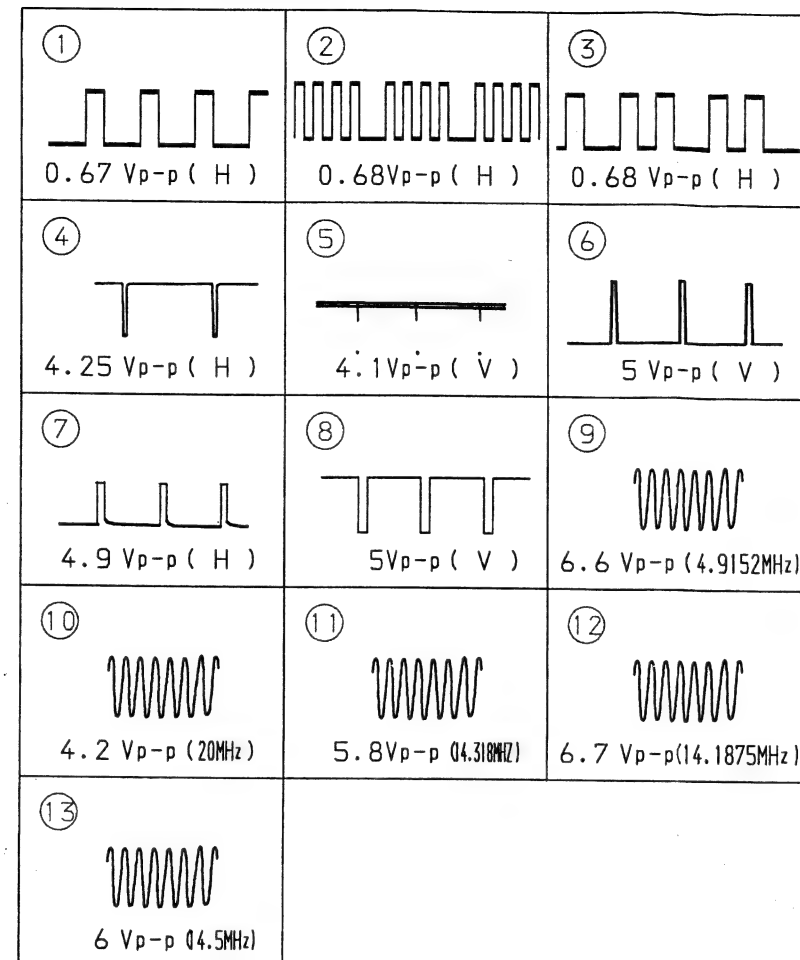 ① ② ③
0.67 Vp-p ( H ) 0.68Vp-p ( H ) 0.68 Vp-p ( H )
④ ⑤ ⑥
4.25 Vp-p ( H ) 4.1Vp-p ( V ) 5 Vp-p ( V )
⑦ ⑧ ⑨
4.9 Vp-p ( H ) 5Vp-p ( V ) 6.6 Vp-p (4.9152MHz)
⑩ ⑪ ⑫
4.2 Vp-p (20MHz) 5.8Vp-p (14.318MHZ) 6.7 Vp-p(14.1875MHz)
⑬
6 Vp-p (14.5MHz)